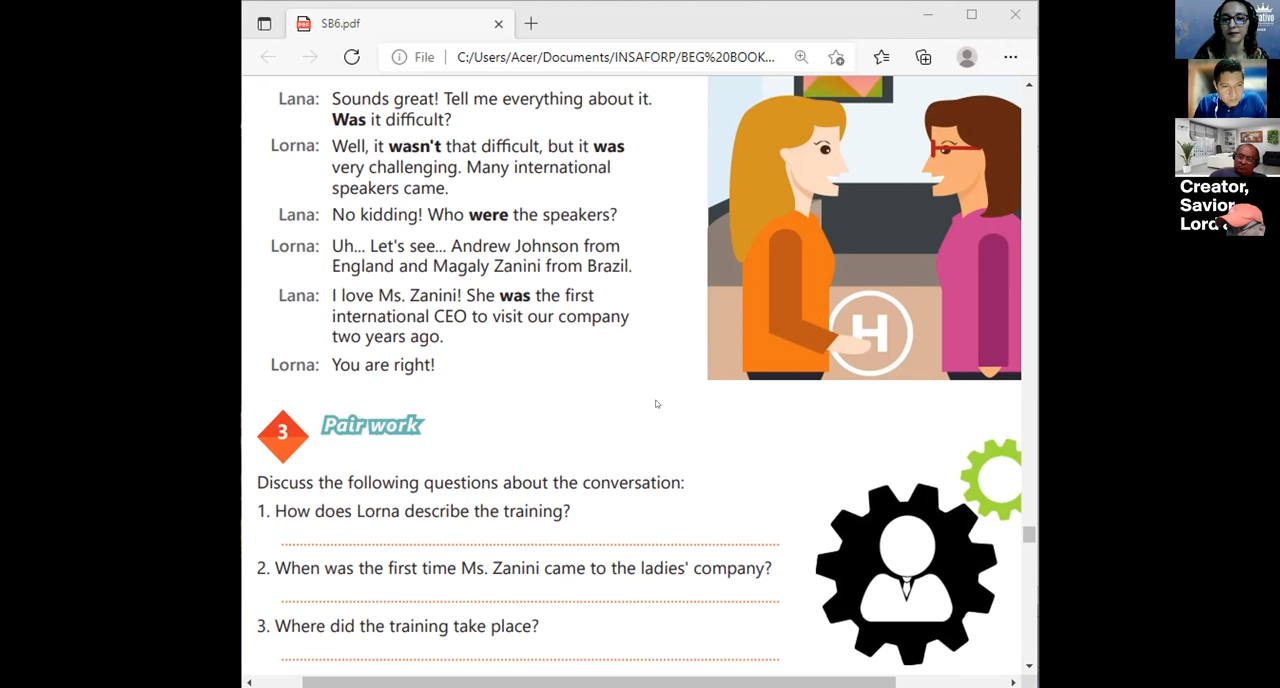 SB6.pdf
File
C:/Users/Acer/Documents/INSAFORP/BEG%20BOOK...
Lana: Sounds great! Tell me everything about it.
Was it difficult?
Lorna: Well, it wasn't that difficult, but it was
very challenging. Many international
speakers came.
Lana: No kidding! Who were the speakers?
Lorna: Uh... Let's see... Andrew Johnson from
England and Magaly Zanini from Brazil.
Lana: I love Ms. Zanini! She was the first
international CEO to visit our company
two years ago.
Lorna: You are right!
H
3 Pair work
Discuss the following questions about the conversation:
1. How does Lorna describe the training?
2. When was the first time Ms. Zanini came to the ladies' company?
3. Where did the training take place?
Creator,
Savior,
Lord